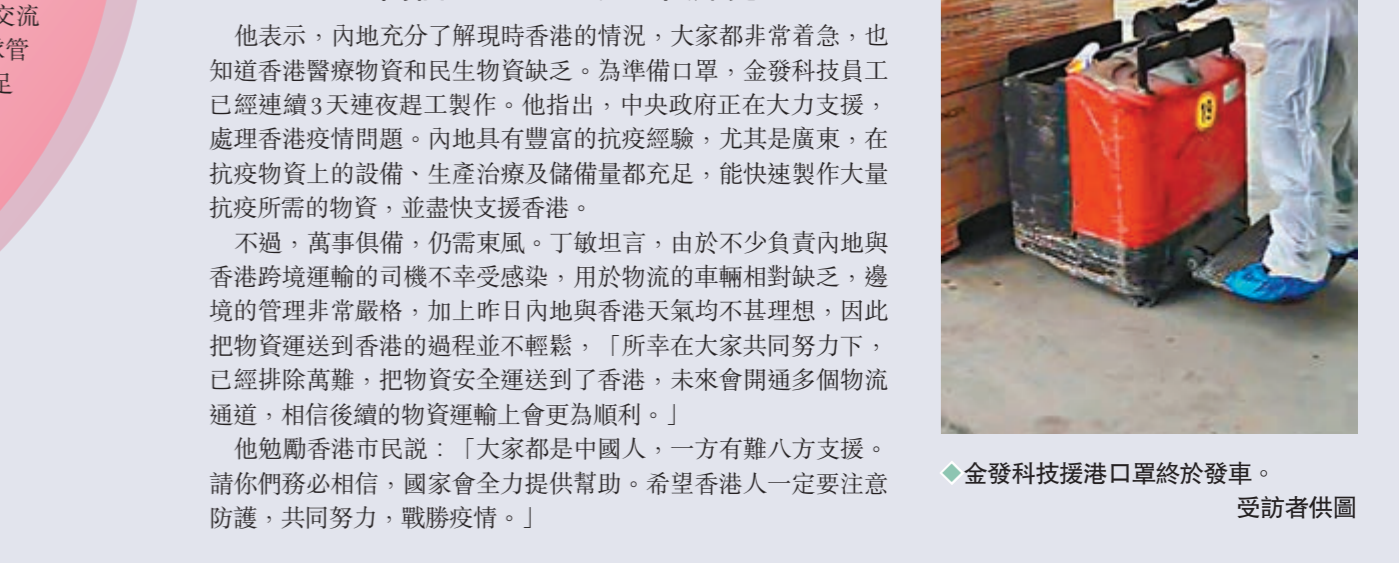 交流
管
足
他表示，內地充分了解現時香港的情況，大家都非常着急，也
知道香港醫療物資和民生物資缺乏。為準備口罩，金發科技員工
已經連續3天連夜趕工製作。他指出，中央政府正在大力支援，
處理香港疫情問題。內地具有豐富的抗疫經驗，尤其是廣東，在
抗疫物資上的設備、生產治療及儲備量都充足，能快速製作大量
抗疫所需的物資，並盡快支援香港。
不過，萬事俱備，仍需東風。丁敏坦言，由於不少負責內地與
香港跨境運輸的司機不幸受感染，用於物流的車輛相對缺乏，邊
境的管理非常嚴格，加上昨日內地與香港天氣均不甚理想，因此
把物資運送到香港的過程並不輕鬆，「所幸在大家共同努力下，
已經排除萬難，把物資安全運送到了香港，未來會開通多個物流
通道，相信後續的物資運輸上會更為順利。」
他勉勵香港市民説：「大家都是中國人，一方有難八方支援。
請你們務必相信，國家會全力提供幫助。希望香港人一定要注意
防護，共同努力，戰勝疫情。」
19
◆金發科技援港口罩終於發車。
受訪者供圖